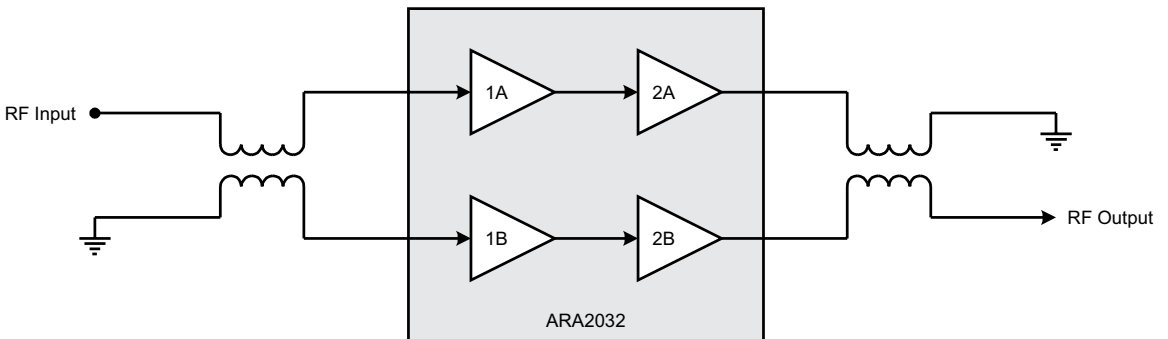 RF Input
1A
2A
1B
2B
RF Output
ARA2032